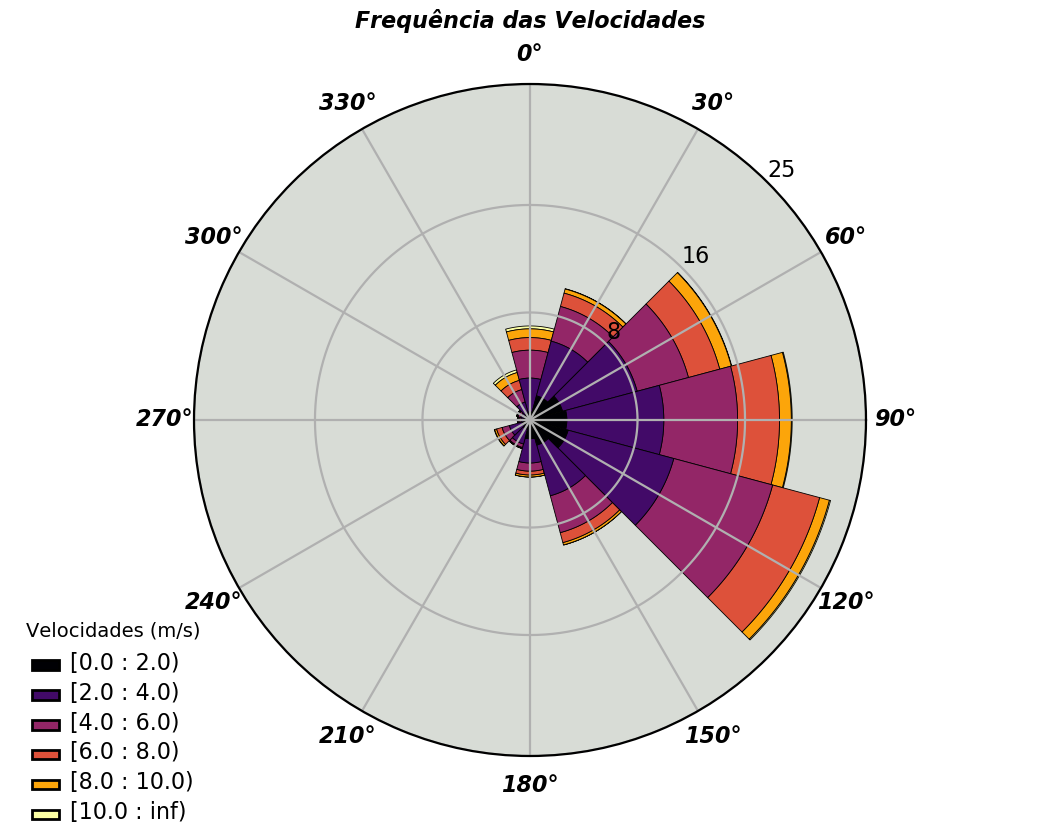 Frequência das Velocidades
0°
330°
30°
25
300°
60°
16
8
270°
90°
240°
120°
210°
150°
180°
Velocidades (m/s)
[0.0 : 2.0)
[2.0 : 4.0)
[4.0 : 6.0)
[6.0 : 8.0)
[8.0 : 10.0)
[10.0 : inf)